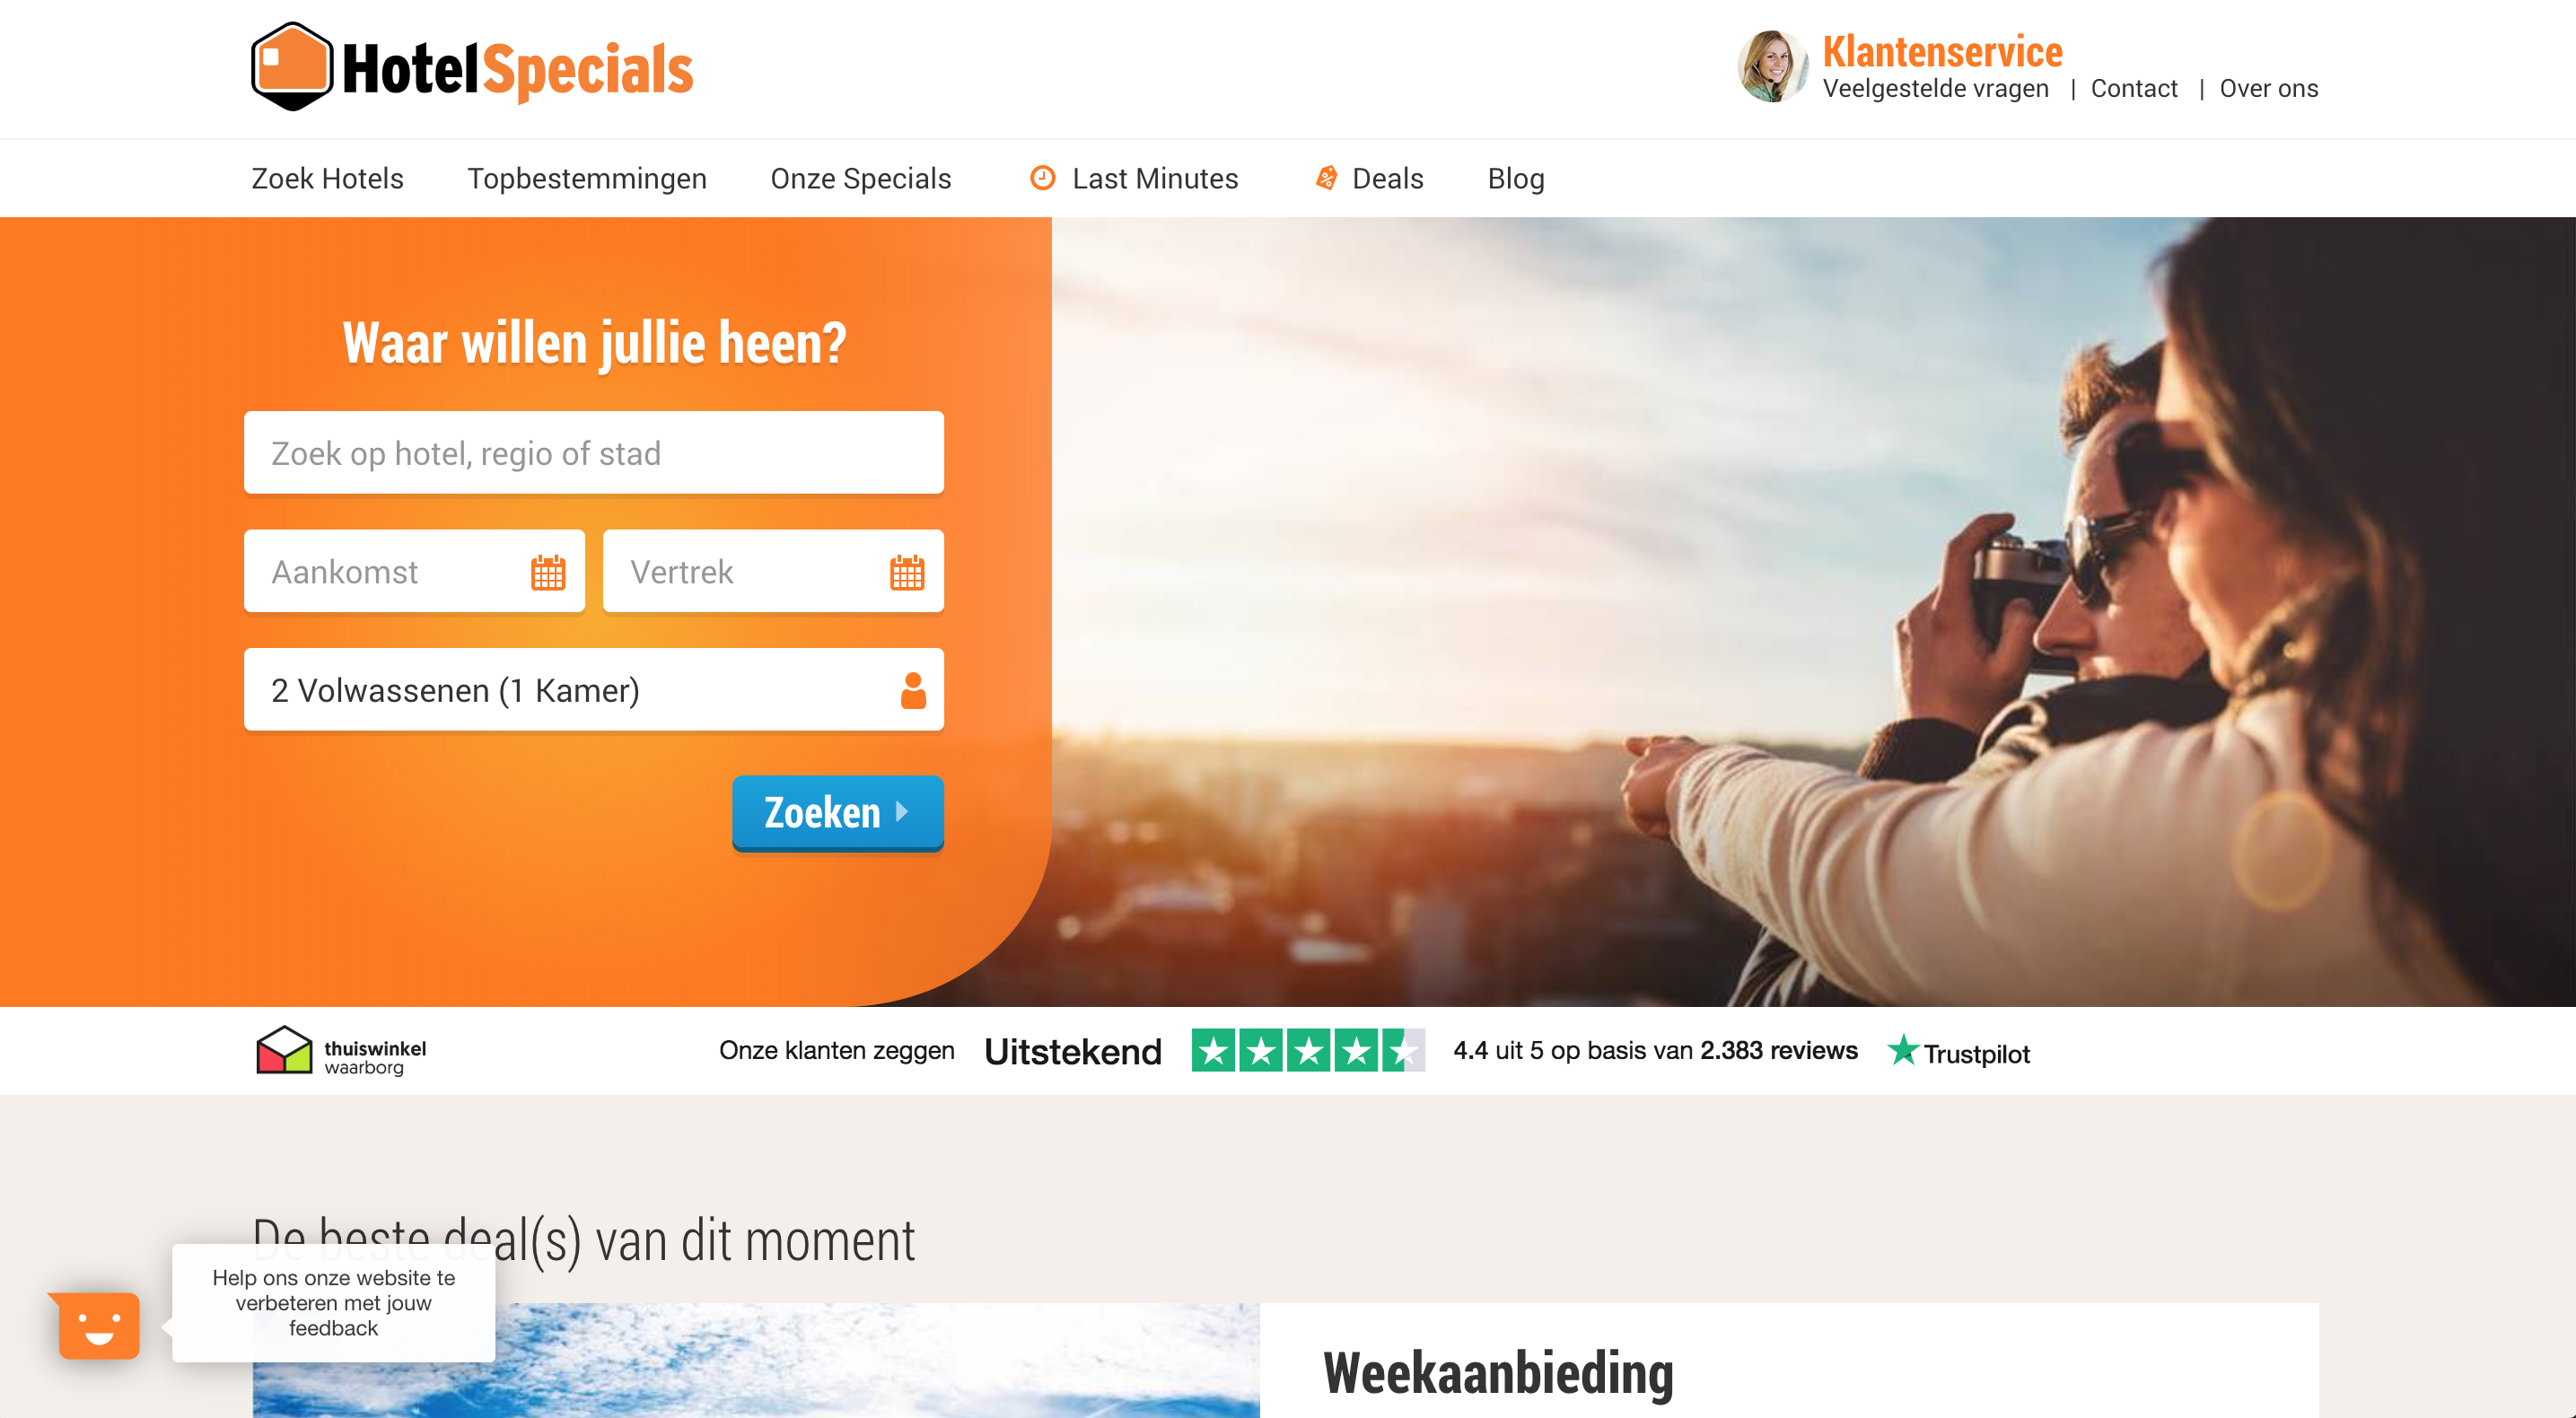 HotelSpecials
Klantenservice
Veelgestelde vragen | Contact | Over ons
Zoek Hotels Topbestemmingen Onze Specials Last Minutes Deals Blog
Waar willen jullie heen?
Zoek op hotel, regio of stad
Aankomst Vertrek
2 Volwassenen (1 Kamer)
Zoeken
thuiswinkel
waarborg
Onze klanten zeggen Uitstekend 4.4 uit 5 op basis van 2.383 reviews Trustpilot
De beste deal(s) van dit moment
Help ons onze website te
verbeteren met jouw
feedback
Weekaanbieding